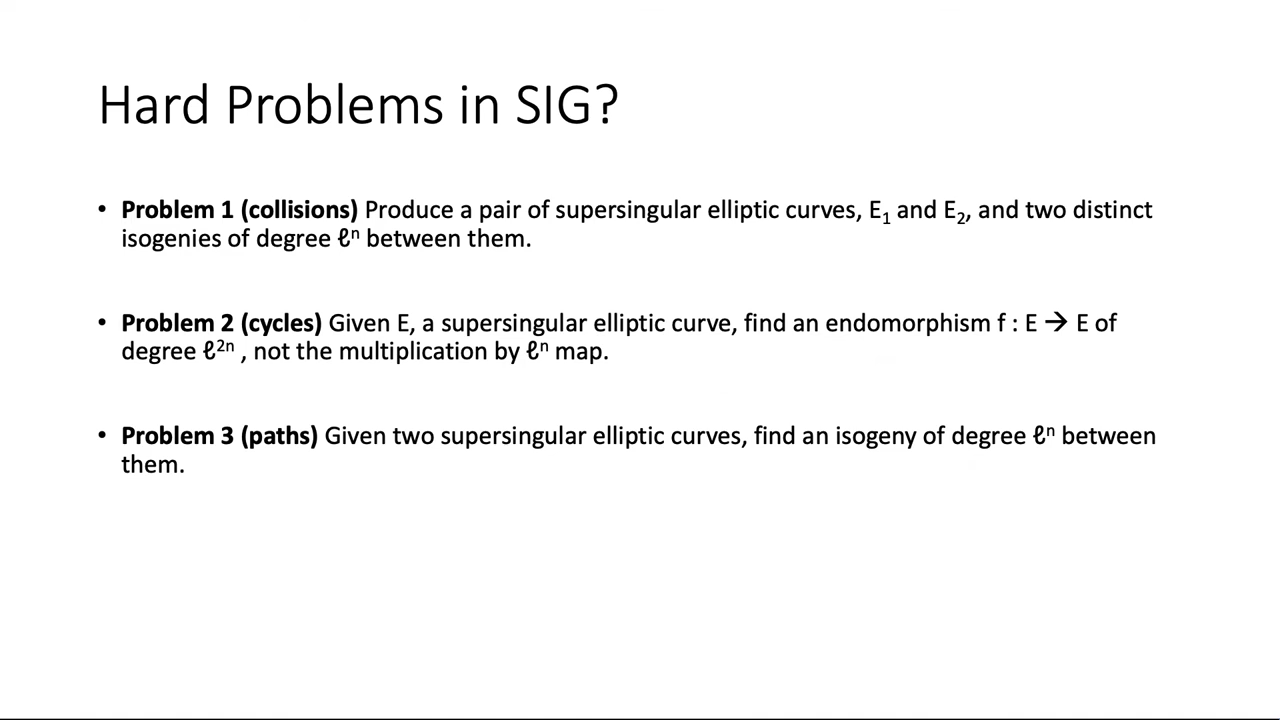 Hard Problems in SIG?
• Problem 1 (collisions) Produce a pair of supersingular elliptic curves, E₁ and E₂, and two distinct
isogenies of degree ℓⁿ between them.
• Problem 2 (cycles) Given E, a supersingular elliptic curve, find an endomorphism f : E → E of
degree ℓ²ⁿ , not the multiplication by ℓⁿ map.
• Problem 3 (paths) Given two supersingular elliptic curves, find an isogeny of degree ℓⁿ between
them.